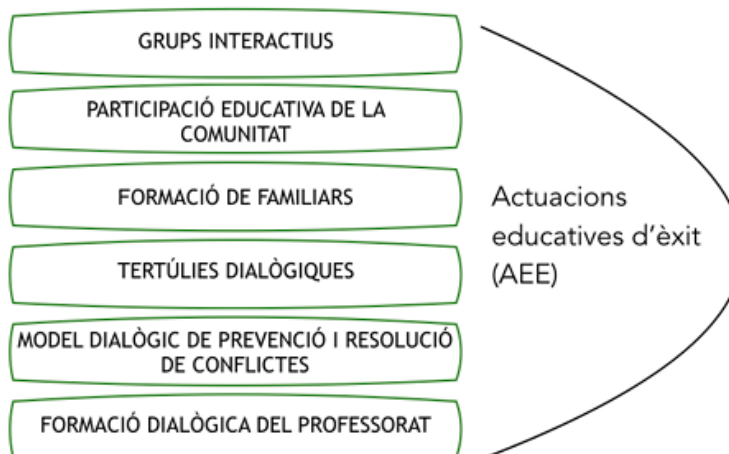 GRUPS INTERACTIUS
PARTICIPACIÓ EDUCATIVA DE LA
COMUNITAT
FORMACIÓ DE FAMILIARS
Actuacions
educatives d'èxit
(AEE)
TERTÚLIES DIALÒGIQUES
MODEL DIALÒGIC DE PREVENCIÓ I RESOLUCIÓ
DE CONFLICTES
FORMACIÓ DIALÒGICA DEL PROFESSORAT